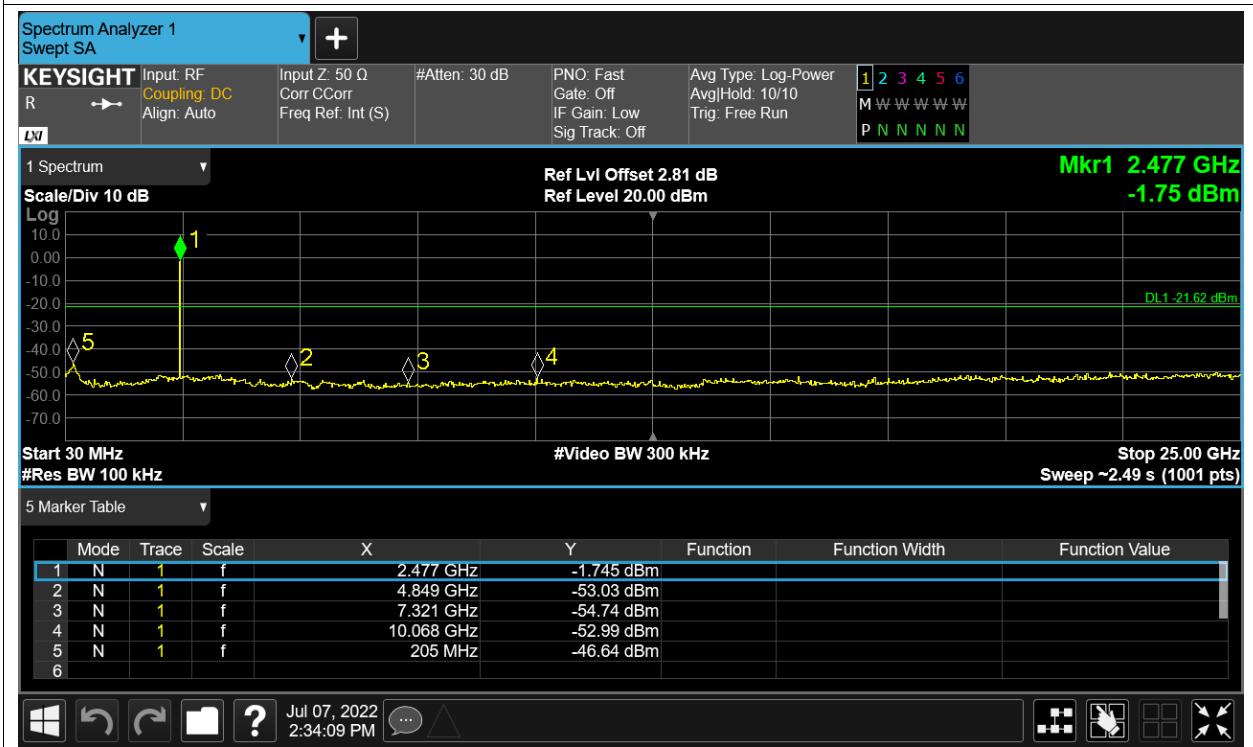 Spectrum Analyzer 1
Swept SA
KEYSIGHT
R
LXI
Input: RF
Coupling: DC
Align: Auto
Input Z: 50 Ω
Corr CCorr
Freq Ref: Int (S)
#Atten: 30 dB
PNO: Fast
Gate: Off
IF Gain: Low
Sig Track: Off
Avg Type: Log-Power
Avg|Hold: 10/10
Trig: Free Run
1 2 3 4 5 6
M W W W W W
P N N N N N
1 Spectrum
Scale/Div 10 dB
Ref Lvl Offset 2.81 dB
Ref Level 20.00 dBm
Mkr1 2.477 GHz
-1.75 dBm
Log
10.0
0.00
-10.0
-20.0
-30.0
-40.0
-50.0
-60.0
-70.0
1
DL1 -21.62 dBm
5
2
3
4
Start 30 MHz
#Video BW 300 kHz
Stop 25.00 GHz
#Res BW 100 kHz
Sweep ~2.49 s (1001 pts)
5 Marker Table
Mode Trace Scale X Y Function Function Width Function Value
1 N 1 f 2.477 GHz -1.745 dBm
2 N 1 f 4.849 GHz -53.03 dBm
3 N 1 f 7.321 GHz -54.74 dBm
4 N 1 f 10.068 GHz -52.99 dBm
5 N 1 f 205 MHz -46.64 dBm
6
?
Jul 07, 2022
2:34:09 PM